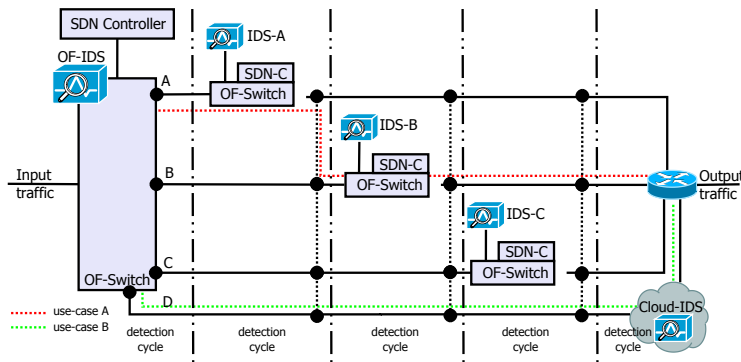 SDN Controller
OF-IDS
IDS-A
SDN-C
OF-Switch
A
IDS-B
SDN-C
OF-Switch
B
Input
traffic
Output
traffic
IDS-C
SDN-C
OF-Switch
C
OF-Switch
D
Cloud-IDS
use-case A
use-case B
detection
cycle
detection
cycle
detection
cycle
detection
cycle
detection
cycle